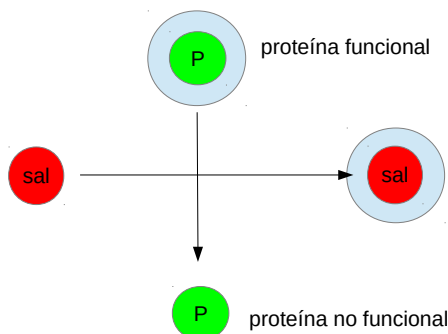 P
proteína funcional
sal
sal
P
proteína no funcional